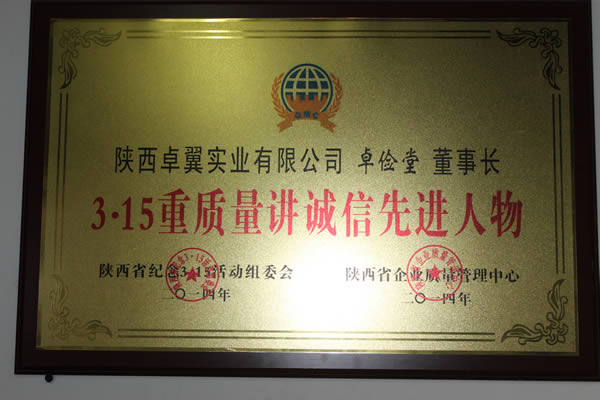 QMC
陕西卓翼实业有限公司 卓俭堂 董事长
3·15重质量讲诚信先进人物
陕西省纪念3.15活动组委会 陕西省企业质量管理中心
二〇一四年 二〇一四年